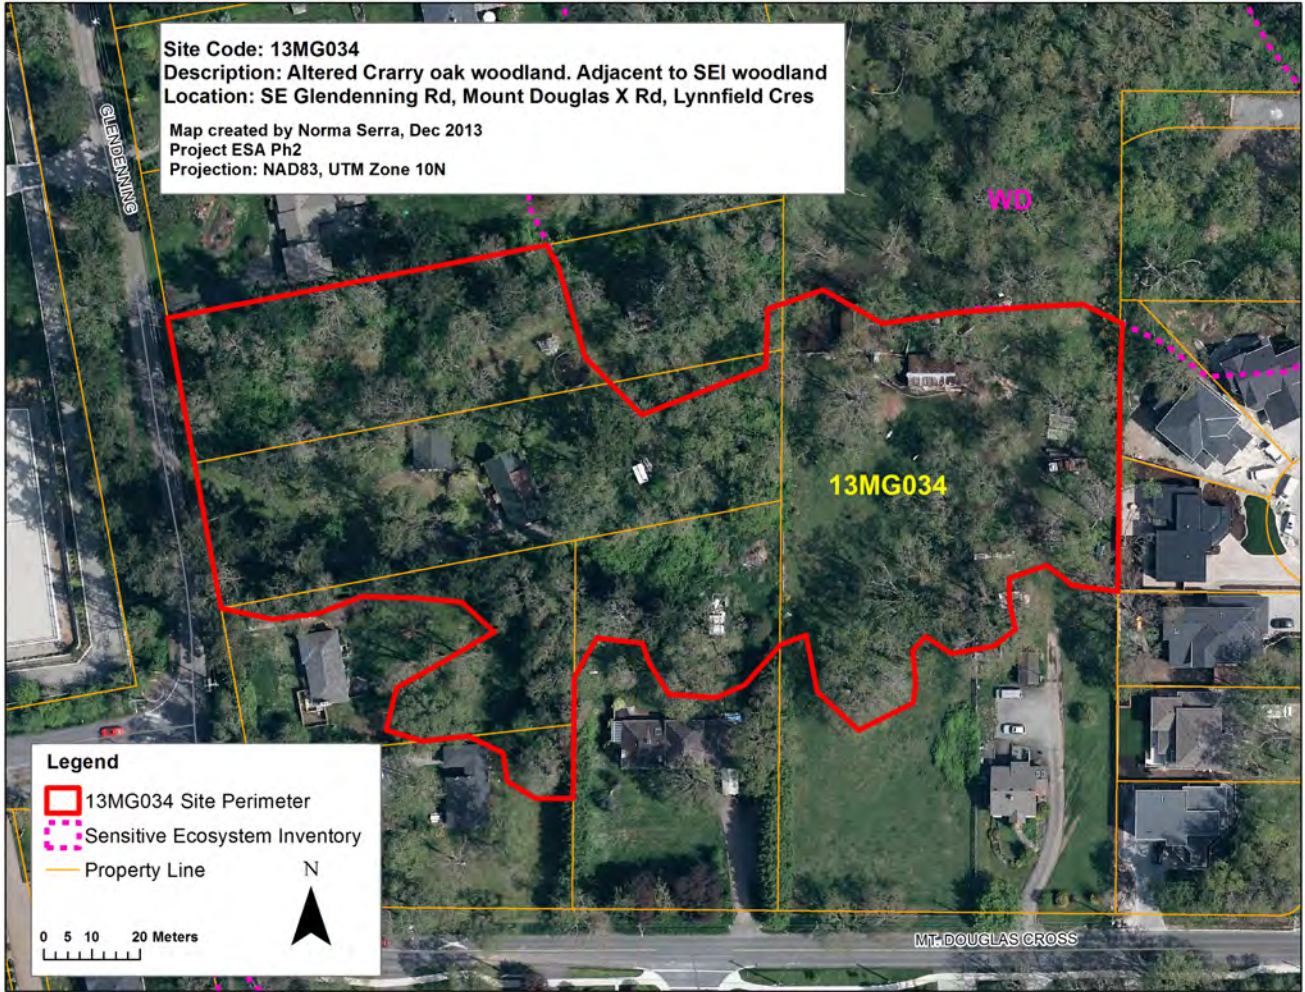 Site Code: 13MG034
Description: Altered Crarry oak woodland. Adjacent to SEI woodland
Location: SE Glendenning Rd, Mount Douglas X Rd, Lynnfield Cres
Map created by Norma Serra, Dec 2013
Project ESA Ph2
Projection: NAD83, UTM Zone 10N
GLENDENNING
WD
13MG034
Legend
13MG034 Site Perimeter
Sensitive Ecosystem Inventory
Property Line
N
0 5 10 20 Meters
MT. DOUGLAS CROSS